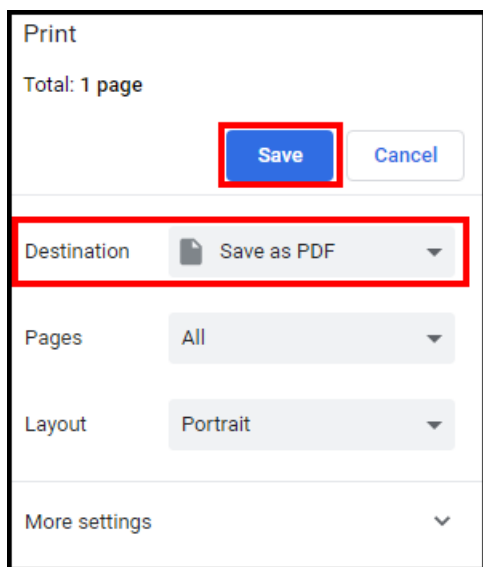 Print
Total: 1 page
Save Cancel
Destination Save as PDF
Pages All
Layout Portrait
More settings